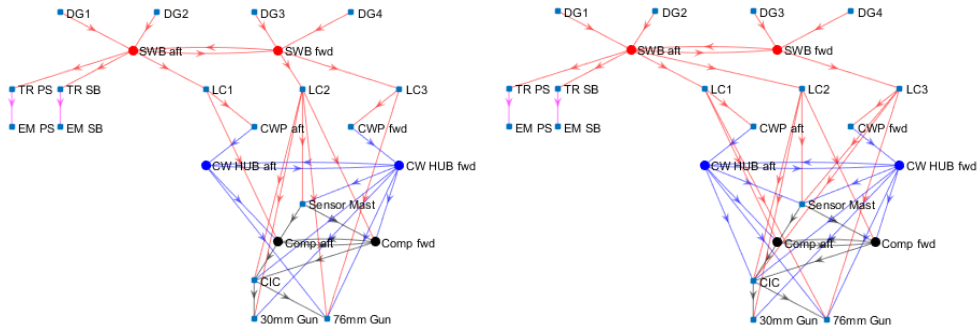 DG1 DG2 DG3 DG4
SWB aft SWB fwd
TR PS TR SB LC1 LC2 LC3
EM PS EM SB CWP aft CWP fwd
CW HUB aft CW HUB fwd
Sensor Mast
Comp aft Comp fwd
CIC
30mm Gun 76mm Gun
DG1 DG2 DG3 DG4
SWB aft SWB fwd
TR PS TR SB LC1 LC2 LC3
EM PS EM SB CWP aft CWP fwd
CW HUB aft CW HUB fwd
Sensor Mast
Comp aft Comp fwd
CIC
30mm Gun 76mm Gun